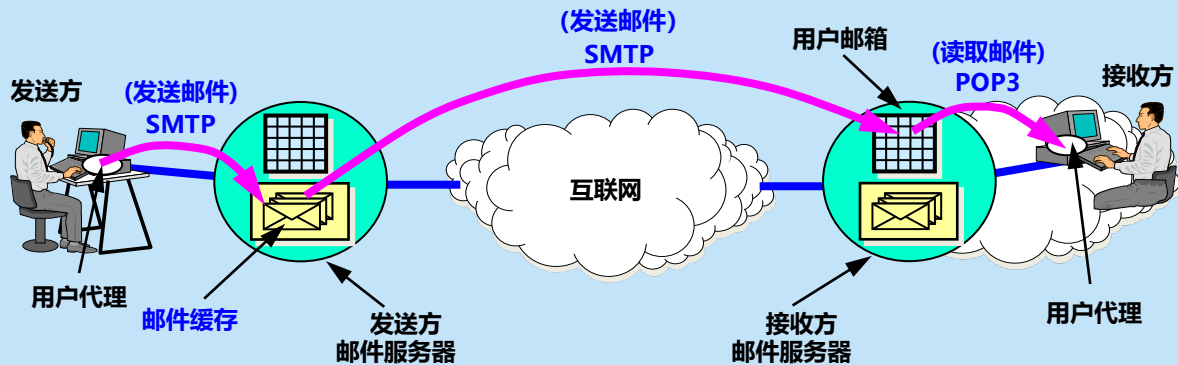 (发送邮件)
SMTP
用户邮箱
(读取邮件)
POP3
接收方
发送方
(发送邮件)
SMTP
互联网
用户代理
邮件缓存
发送方
邮件服务器
接收方
邮件服务器
用户代理